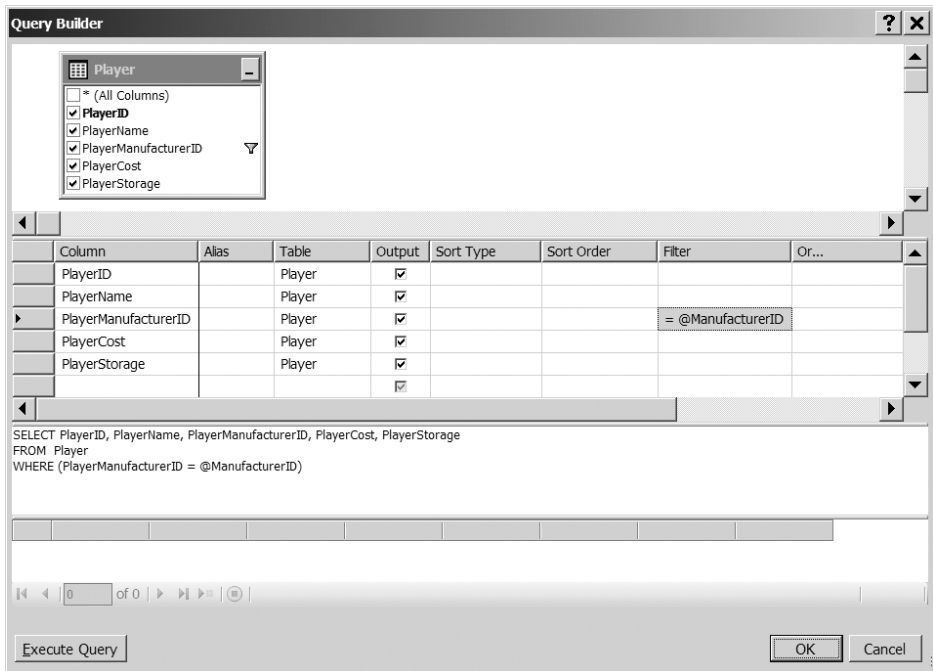 Query Builder
Player
* (All Columns)
PlayerID
PlayerName
PlayerManufacturerID
PlayerCost
PlayerStorage
Column Alias Table Output Sort Type Sort Order Filter Or...
PlayerID Player
PlayerName Player
PlayerManufacturerID Player = @ManufacturerID
PlayerCost Player
PlayerStorage Player
SELECT PlayerID, PlayerName, PlayerManufacturerID, PlayerCost, PlayerStorage
FROM Player
WHERE (PlayerManufacturerID = @ManufacturerID)
0 of 0
Execute Query OK Cancel